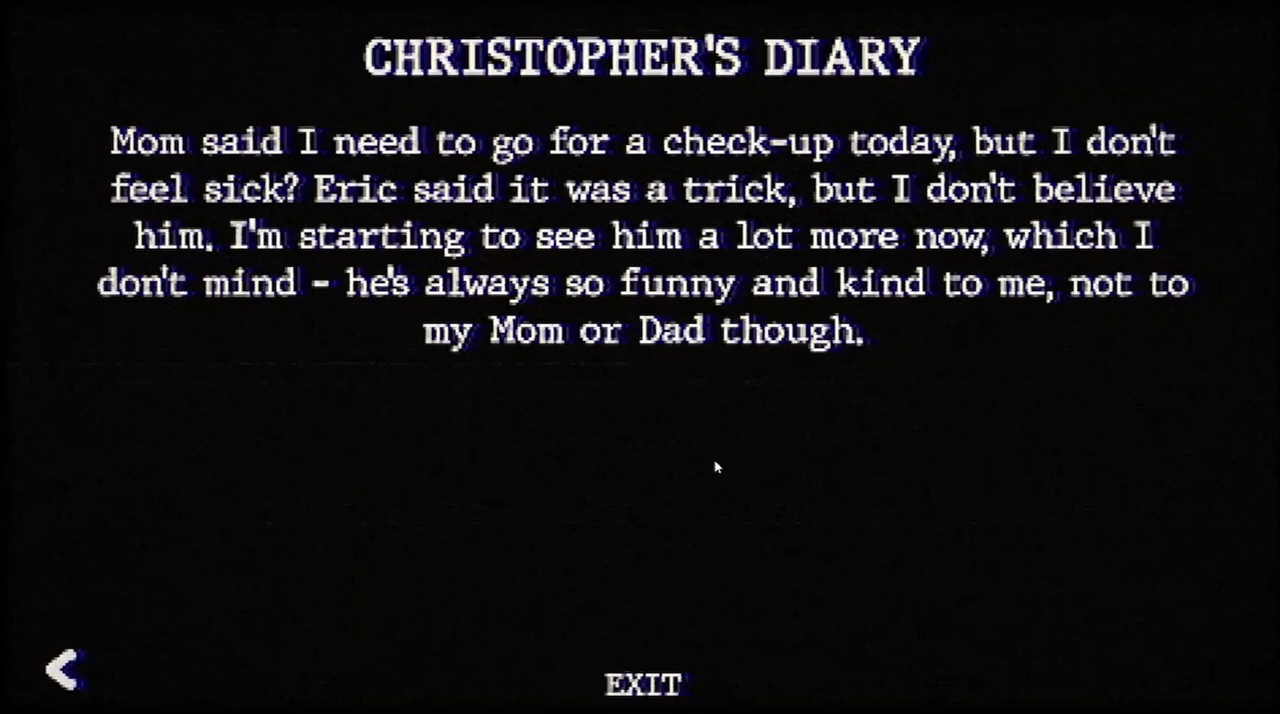 CHRISTOPHER'S DIARY
Mom said I need to go for a check-up today, but I don't
feel sick? Eric said it was a trick, but I don't believe
him. I'm starting to see him a lot more now, which I
don't mind - he's always so funny and kind to me, not to
my Mom or Dad though.
<
EXIT